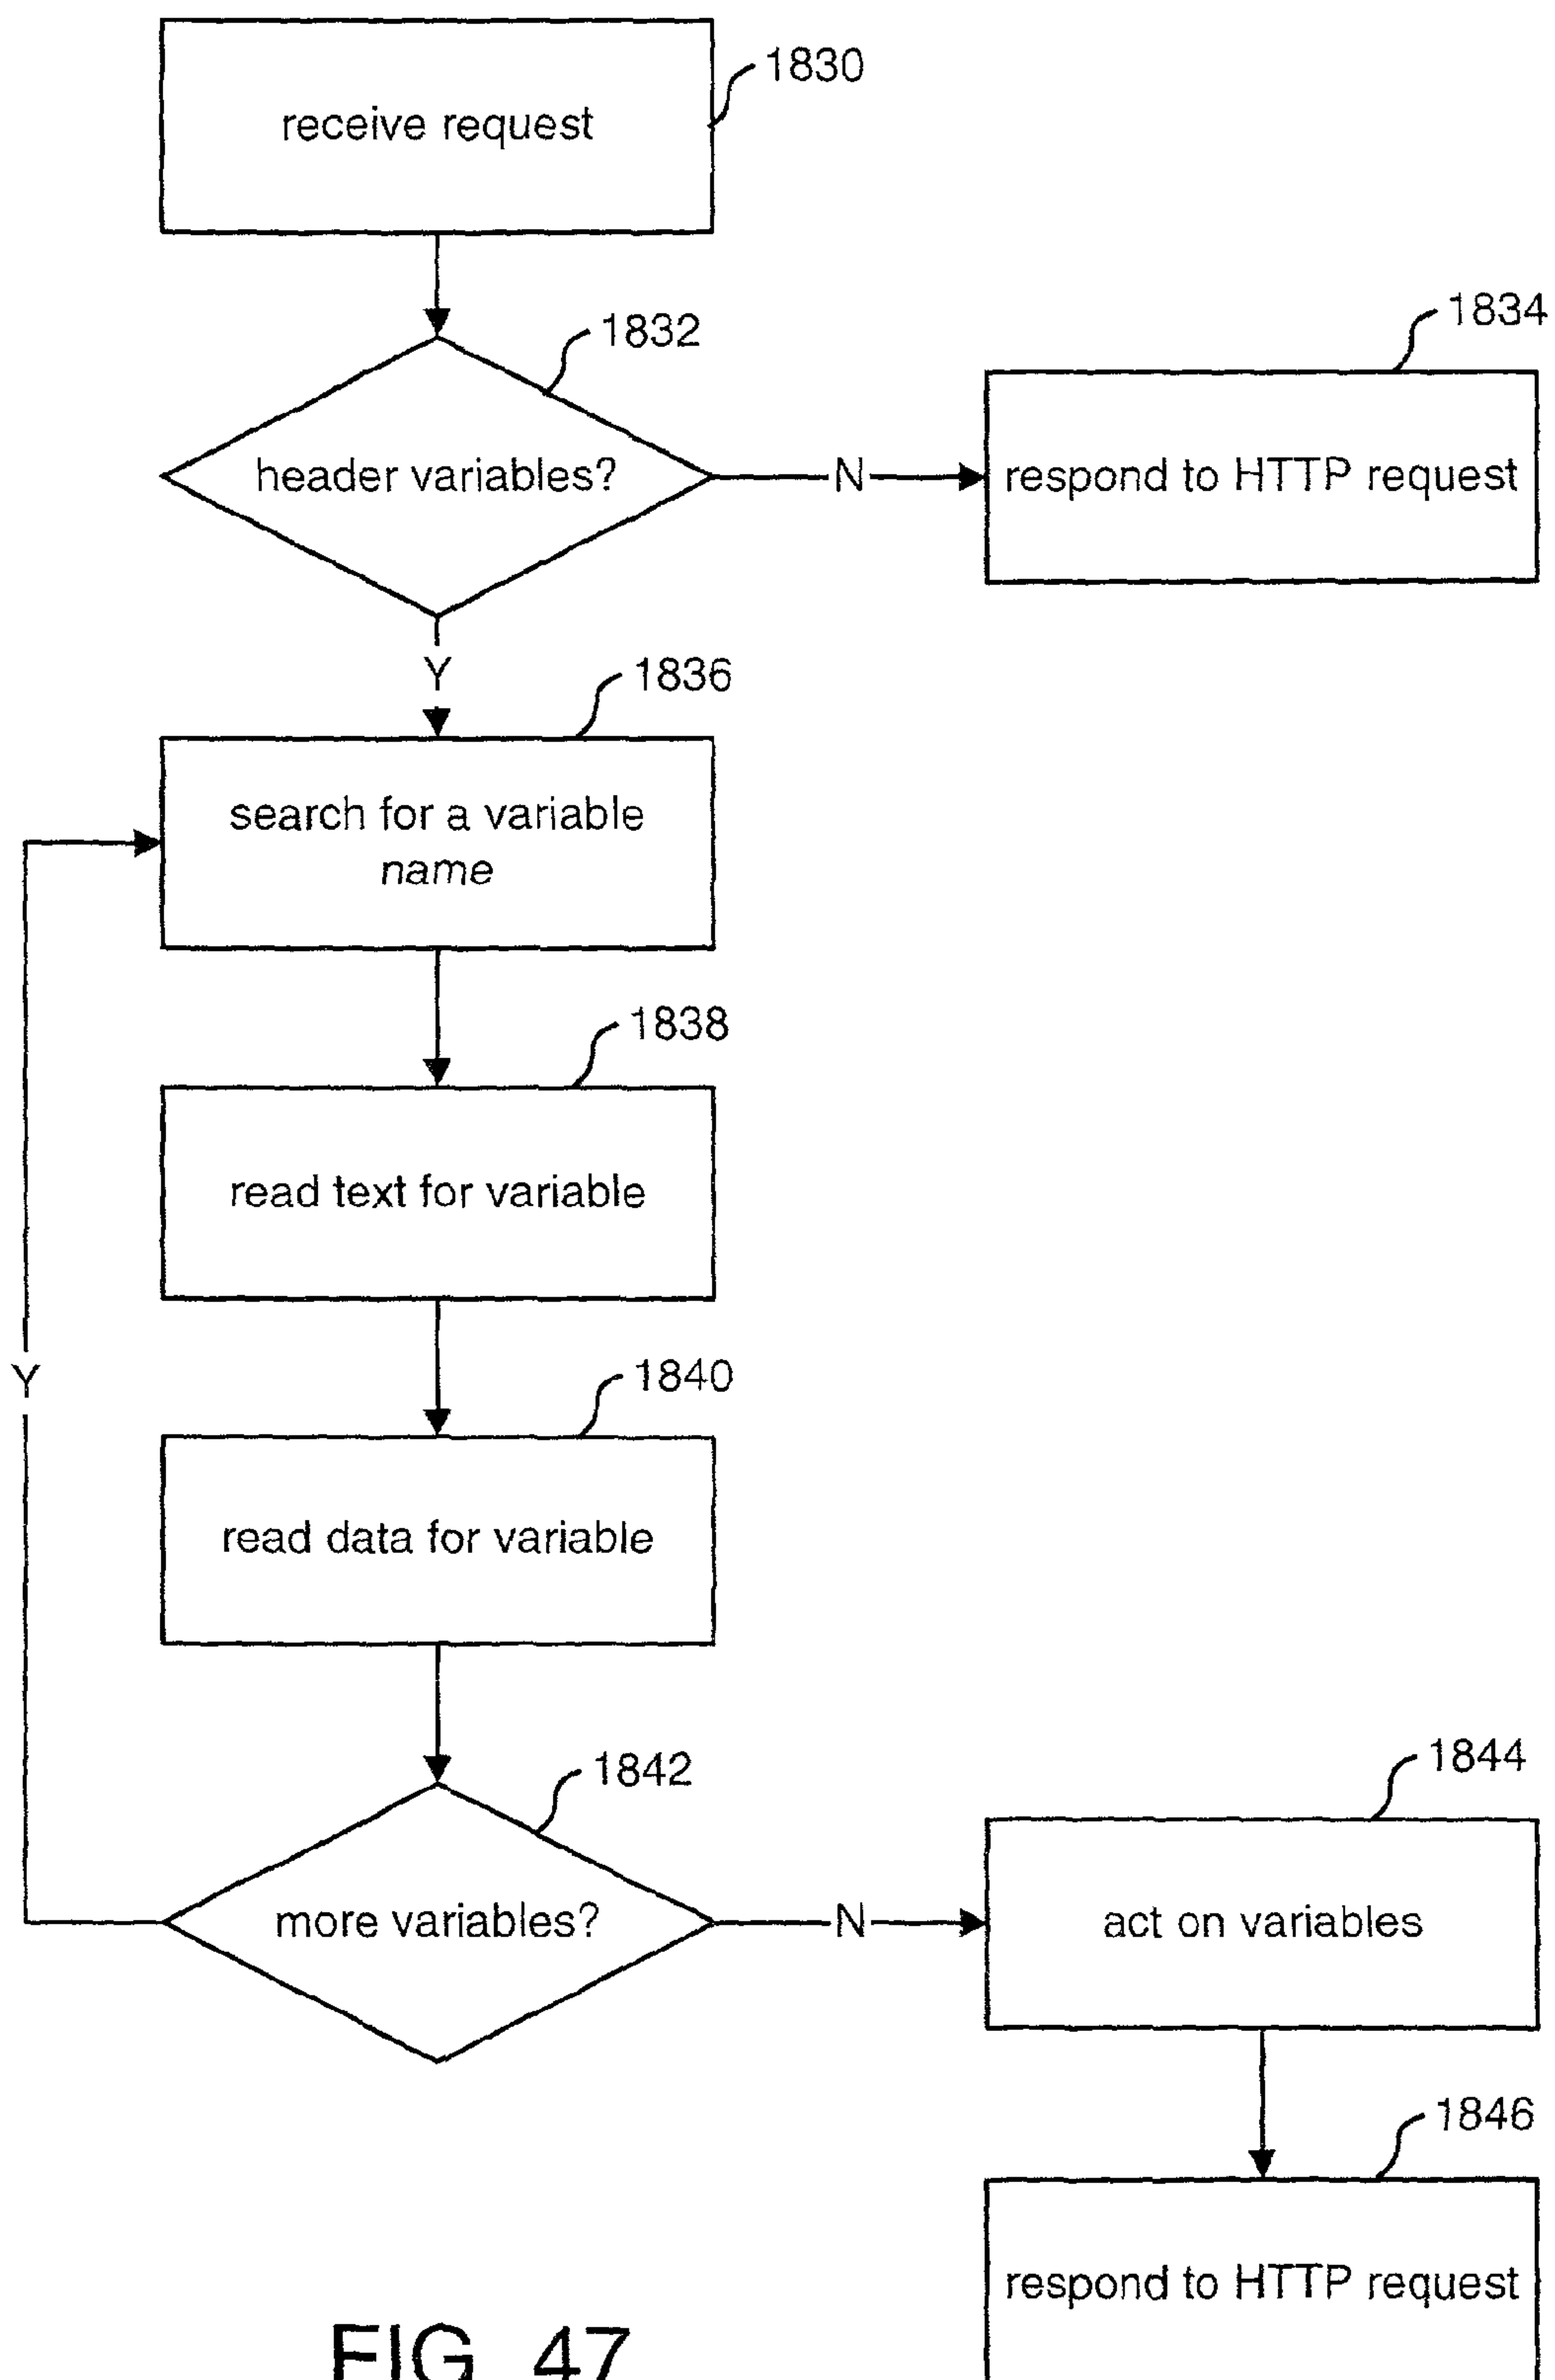 receive request
1830
1832
1834
header variables?
N
respond to HTTP request
Y
1836
search for a variable
name
1838
read text for variable
Y
1840
read data for variable
1842
1844
more variables?
N
act on variables
1846
respond to HTTP request
FIG. 47